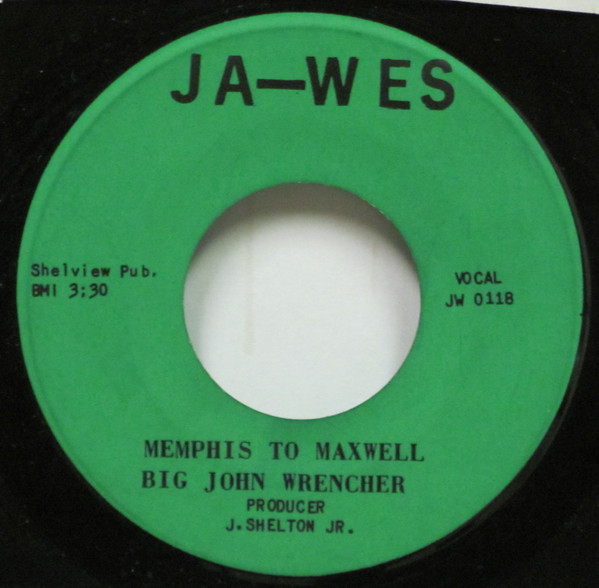 JA—WES
Shelview Pub.
BMI 3:30
VOCAL
JW 0118
MEMPHIS TO MAXWELL
BIG JOHN WRENCHER
PRODUCER
J.SHELTON JR.